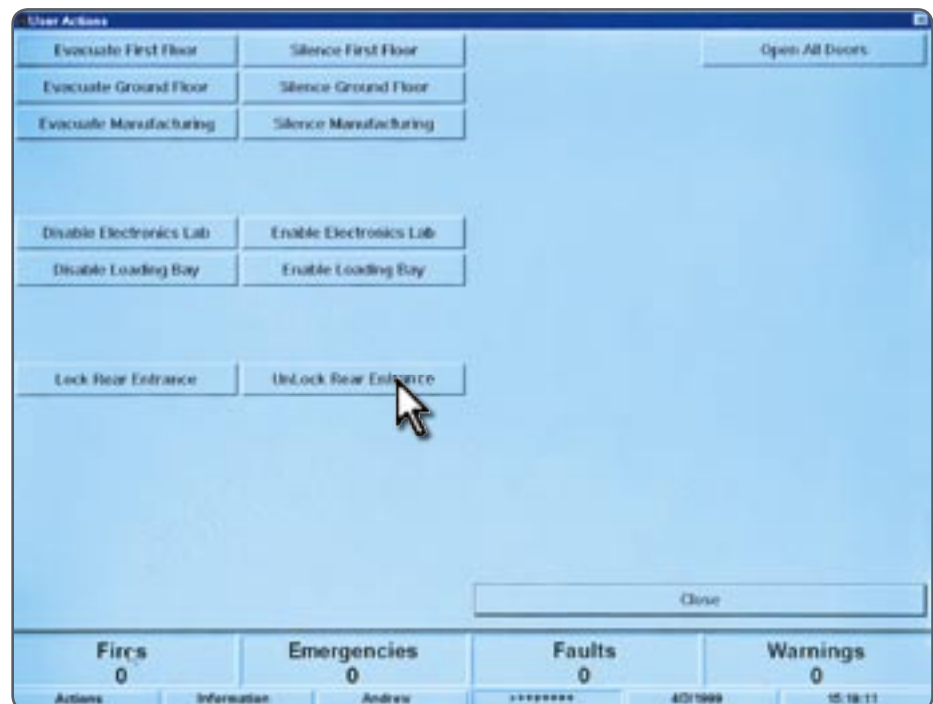 User Actions
Evacuate First Floor
Silence First Floor
Open All Doors
Evacuate Ground Floor
Silence Ground Floor
Evacuate Manufacturing
Silence Manufacturing
Disable Electronics Lab
Enable Electronics Lab
Disable Loading Bay
Enable Loading Bay
Lock Rear Entrance
UnLock Rear Entrance
Close
Fires
Emergencies
Faults
Warnings
0
0
0
0
Actions
Information
Andrew
********
15:18:11